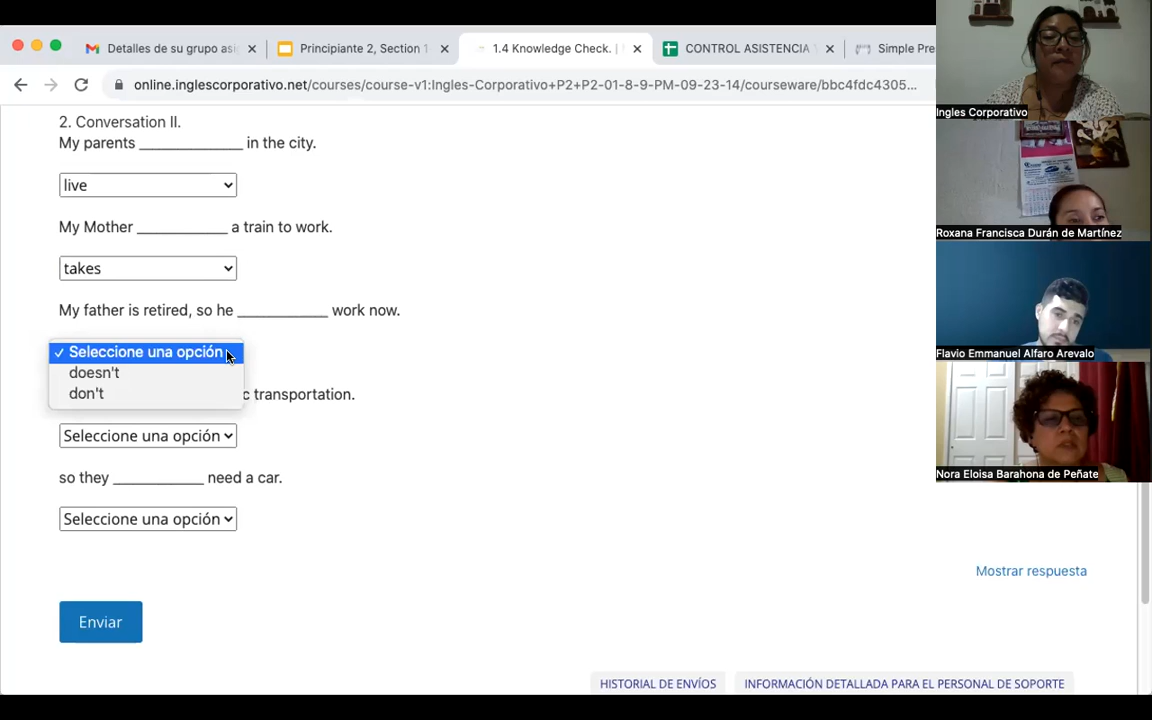 Detalles de su grupo asi
Principiante 2, Section 1
1.4 Knowledge Check. |
CONTROL ASISTENCIA
Simple Pre
online.inglescorporativo.net/courses/course-v1:Ingles-Corporativo+P2+P2-01-8-9-PM-09-23-14/courseware/bbc4fdc4305...
2. Conversation II.
My parents ______________ in the city.
live
My Mother ____________ a train to work.
takes
My father is retired, so he ____________ work now.
✓ Seleccione una opción
doesn't
don't
c transportation.
Seleccione una opción
so they ____________ need a car.
Seleccione una opción
Mostrar respuesta
Enviar
HISTORIAL DE ENVÍOS
INFORMACIÓN DETALLADA PARA EL PERSONAL DE SOPORTE
Ingles Corporativo
Roxana Francisca Durán de Martínez
Flavio Emmanuel Alfaro Arevalo
Nora Eloisa Barahona de Peñate